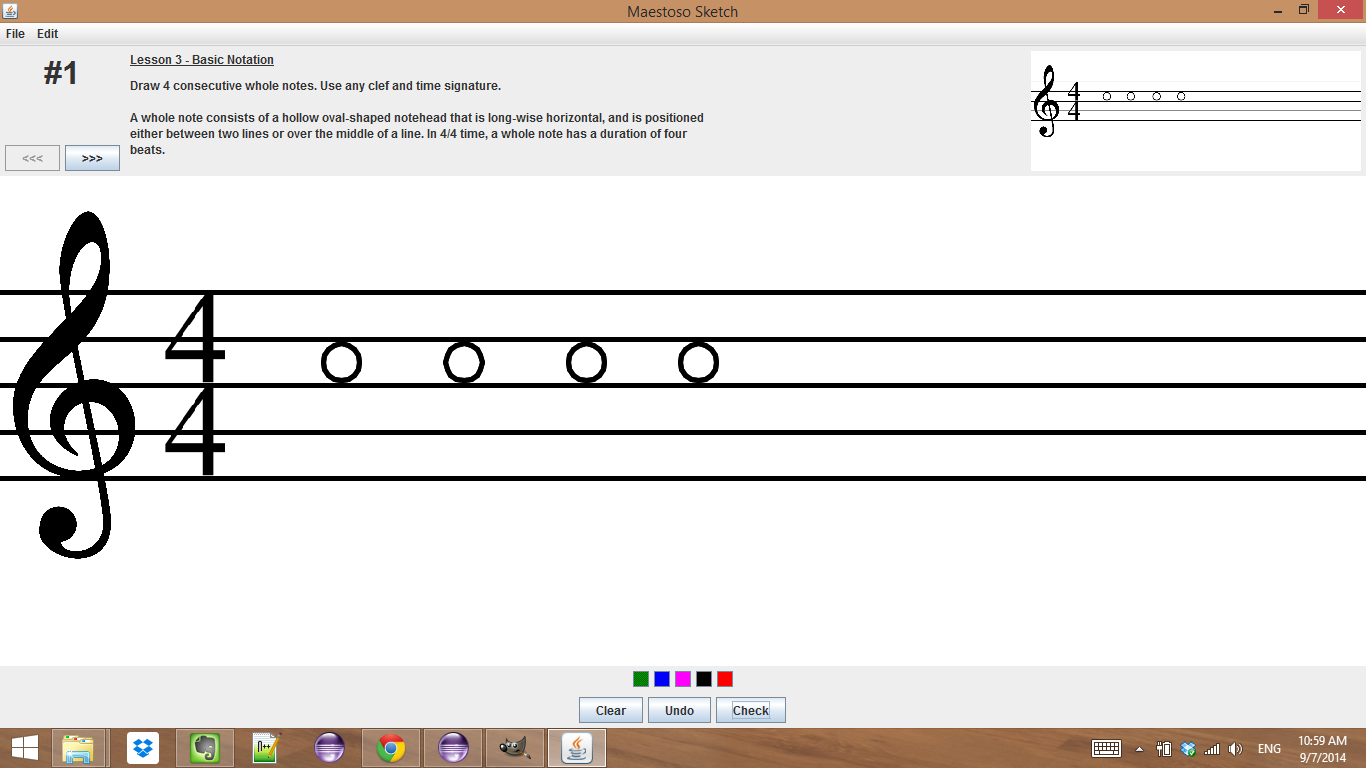 Maestoso Sketch
File Edit
#1
Lesson 3 - Basic Notation
Draw 4 consecutive whole notes. Use any clef and time signature.
A whole note consists of a hollow oval-shaped notehead that is long-wise horizontal, and is positioned
either between two lines or over the middle of a line. In 4/4 time, a whole note has a duration of four
beats.
<<< >>>
4
4
4
4
Clear Undo Check
ENG
10:59 AM
9/7/2014